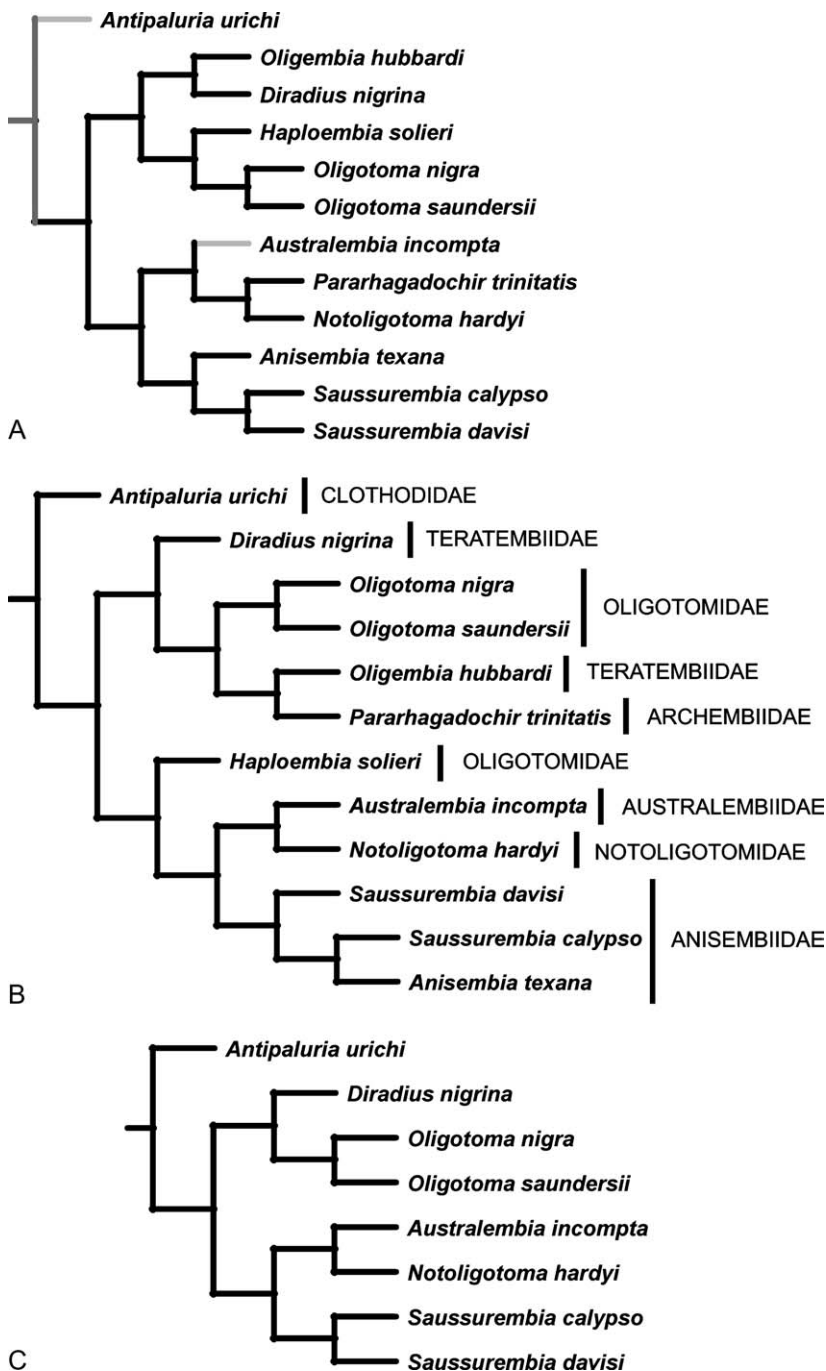 Antipaluria urichi
Oligembia hubbardi
Diradius nigrina
Haploembia solieri
Oligotoma nigra
Oligotoma saundersii
Australembia incompta
Pararhagadochir trinitatis
Notoligotoma hardyi
Anisembia texana
Saussurembia calypso
Saussurembia davisi
A
Antipaluria urichi CLOTHODIDAE
Diradius nigrina TERATEMBIIDAE
Oligotoma nigra
OLIGOTOMIDAE
Oligotoma saundersii
Oligembia hubbardi TERATEMBIIDAE
Pararhagadochir trinitatis ARCHEMBIIDAE
Haploembia solieri OLIGOTOMIDAE
Australembia incompta AUSTRALEMBIIDAE
Notoligotoma hardyi NOTOLIGOTOMIDAE
Saussurembia davisi
Saussurembia calypso ANISEMBIIDAE
Anisembia texana
B
Antipaluria urichi
Diradius nigrina
Oligotoma nigra
Oligotoma saundersii
Australembia incompta
Notoligotoma hardyi
Saussurembia calypso
Saussurembia davisi
C